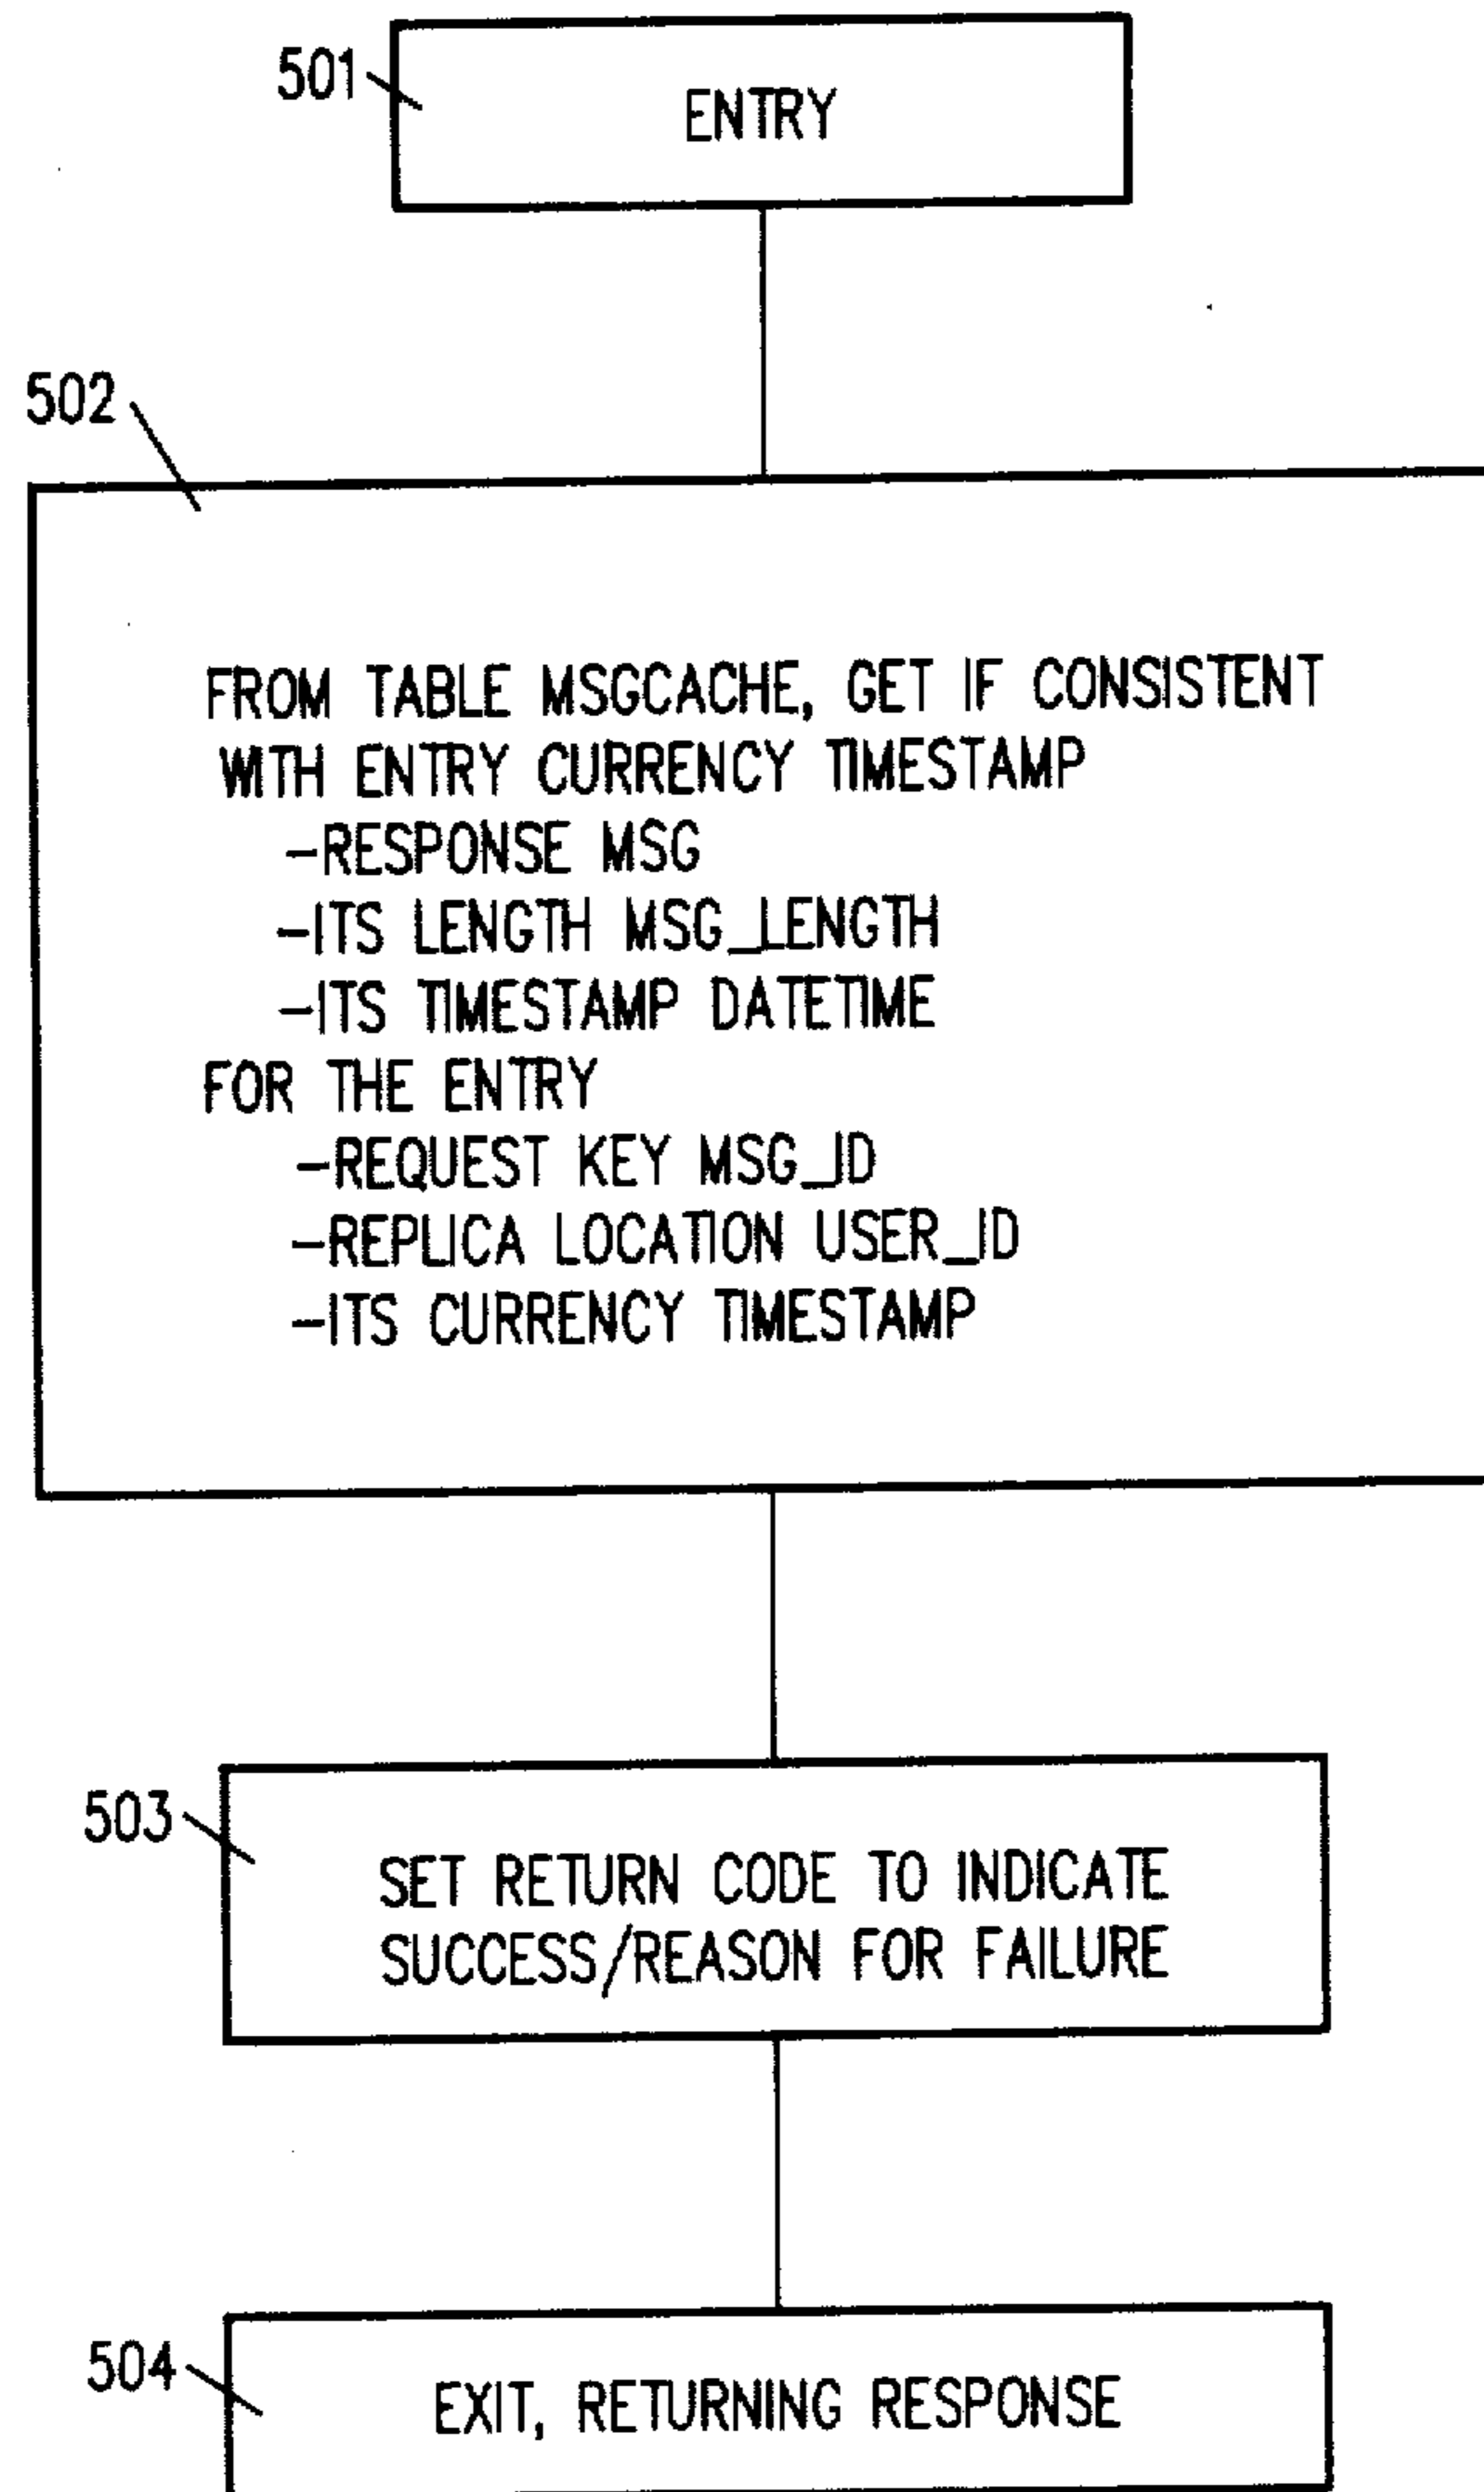 501
ENTRY
502
FROM TABLE MSGCACHE, GET IF CONSISTENT
WITH ENTRY CURRENCY TIMESTAMP
-RESPONSE MSG
-ITS LENGTH MSG_LENGTH
-ITS TIMESTAMP DATETIME
FOR THE ENTRY
-REQUEST KEY MSG_ID
-REPLICA LOCATION USER_ID
-ITS CURRENCY TIMESTAMP
503
SET RETURN CODE TO INDICATE
SUCCESS/REASON FOR FAILURE
504
EXIT, RETURNING RESPONSE